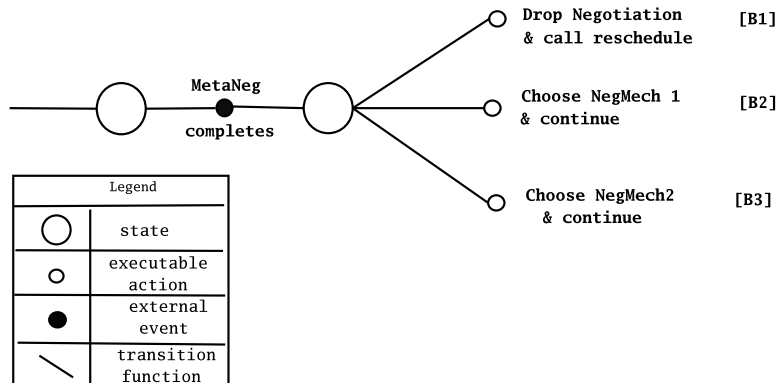 Drop Negotiation [B1]
& call reschedule
MetaNeg
completes
Choose NegMech 1 [B2]
& continue
Choose NegMech2 [B3]
& continue
Legend
state
executable
action
external
event
transition
function